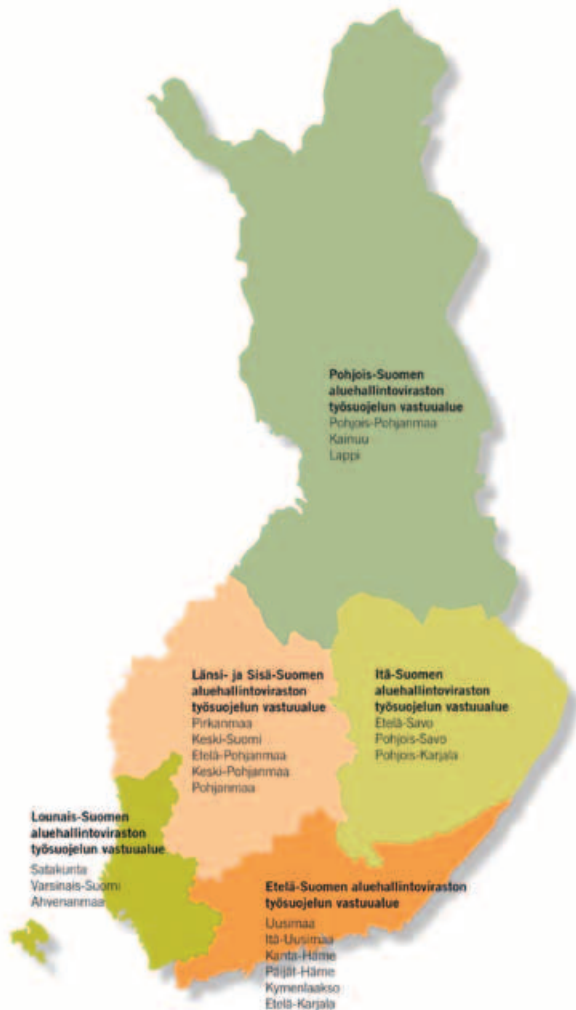 Pohjois-Suomen
aluehallintoviraston
työsuojelun vastuualue
Pohjois-Pohjanmaa
Kainuu
Lappi
Länsi- ja Sisä-Suomen
aluehallintoviraston
työsuojelun vastuualue
Pirkanmaa
Keski-Suomi
Etelä-Pohjanmaa
Keski-Pohjanmaa
Pohjanmaa
Itä-Suomen
aluehallintoviraston
työsuojelun vastuualue
Etelä-Savo
Pohjois-Savo
Pohjois-Karjala
Lounais-Suomen
aluehallintoviraston
työsuojelun vastuualue
Satakunta
Varsinais-Suomi
Ahvenanmaa
Etelä-Suomen aluehallintoviraston
työsuojelun vastuualue
Uusimaa
Itä-Uusimaa
Kanta-Häme
Päijät-Häme
Kymenlaakso
Etelä-Karjala